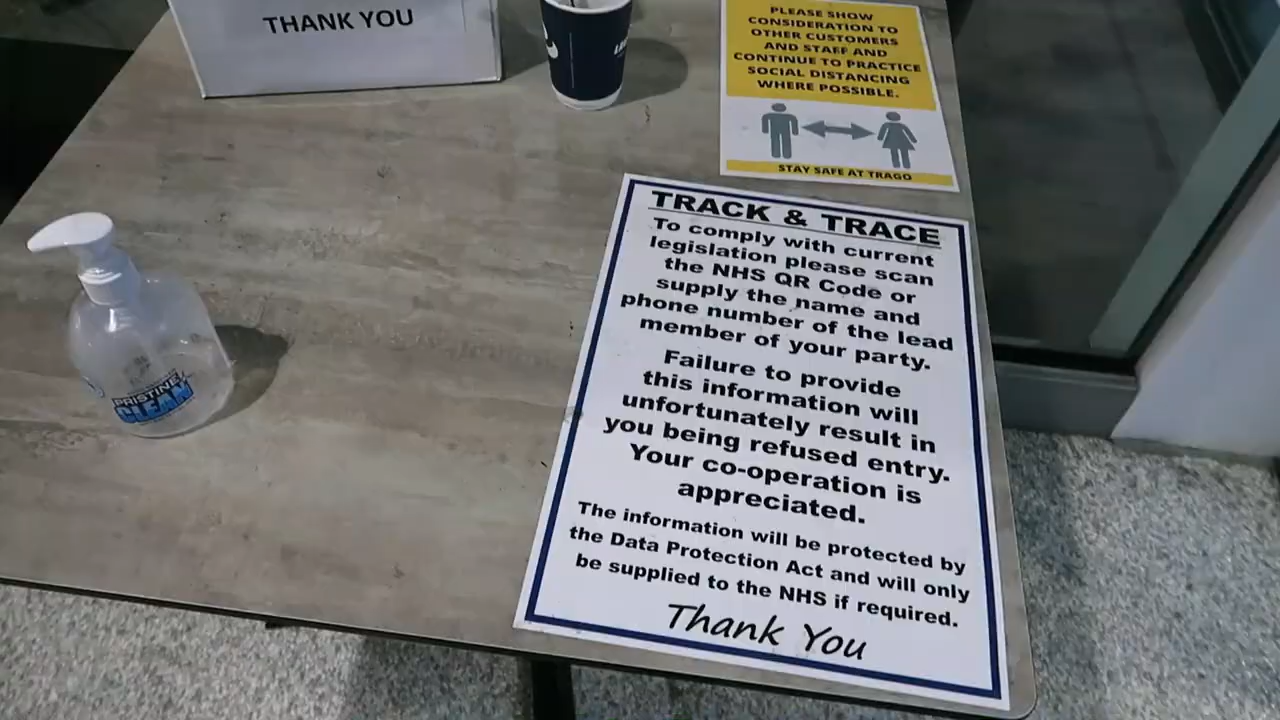 THANK YOU
PLEASE SHOW
CONSIDERATION TO
OTHER CUSTOMERS
AND STAFF AND
CONTINUE TO PRACTICE
SOCIAL DISTANCING
WHERE POSSIBLE.
STAY SAFE AT TRAGO
TRACK & TRACE
To comply with current
legislation please scan
the NHS QR Code or
supply the name and
phone number of the lead
member of your party.
Failure to provide
this information will
unfortunately result in
you being refused entry.
Your co-operation is
appreciated.
The information will be protected by
the Data Protection Act and will only
be supplied to the NHS if required.
Thank You
PRISTINE
CLEAN